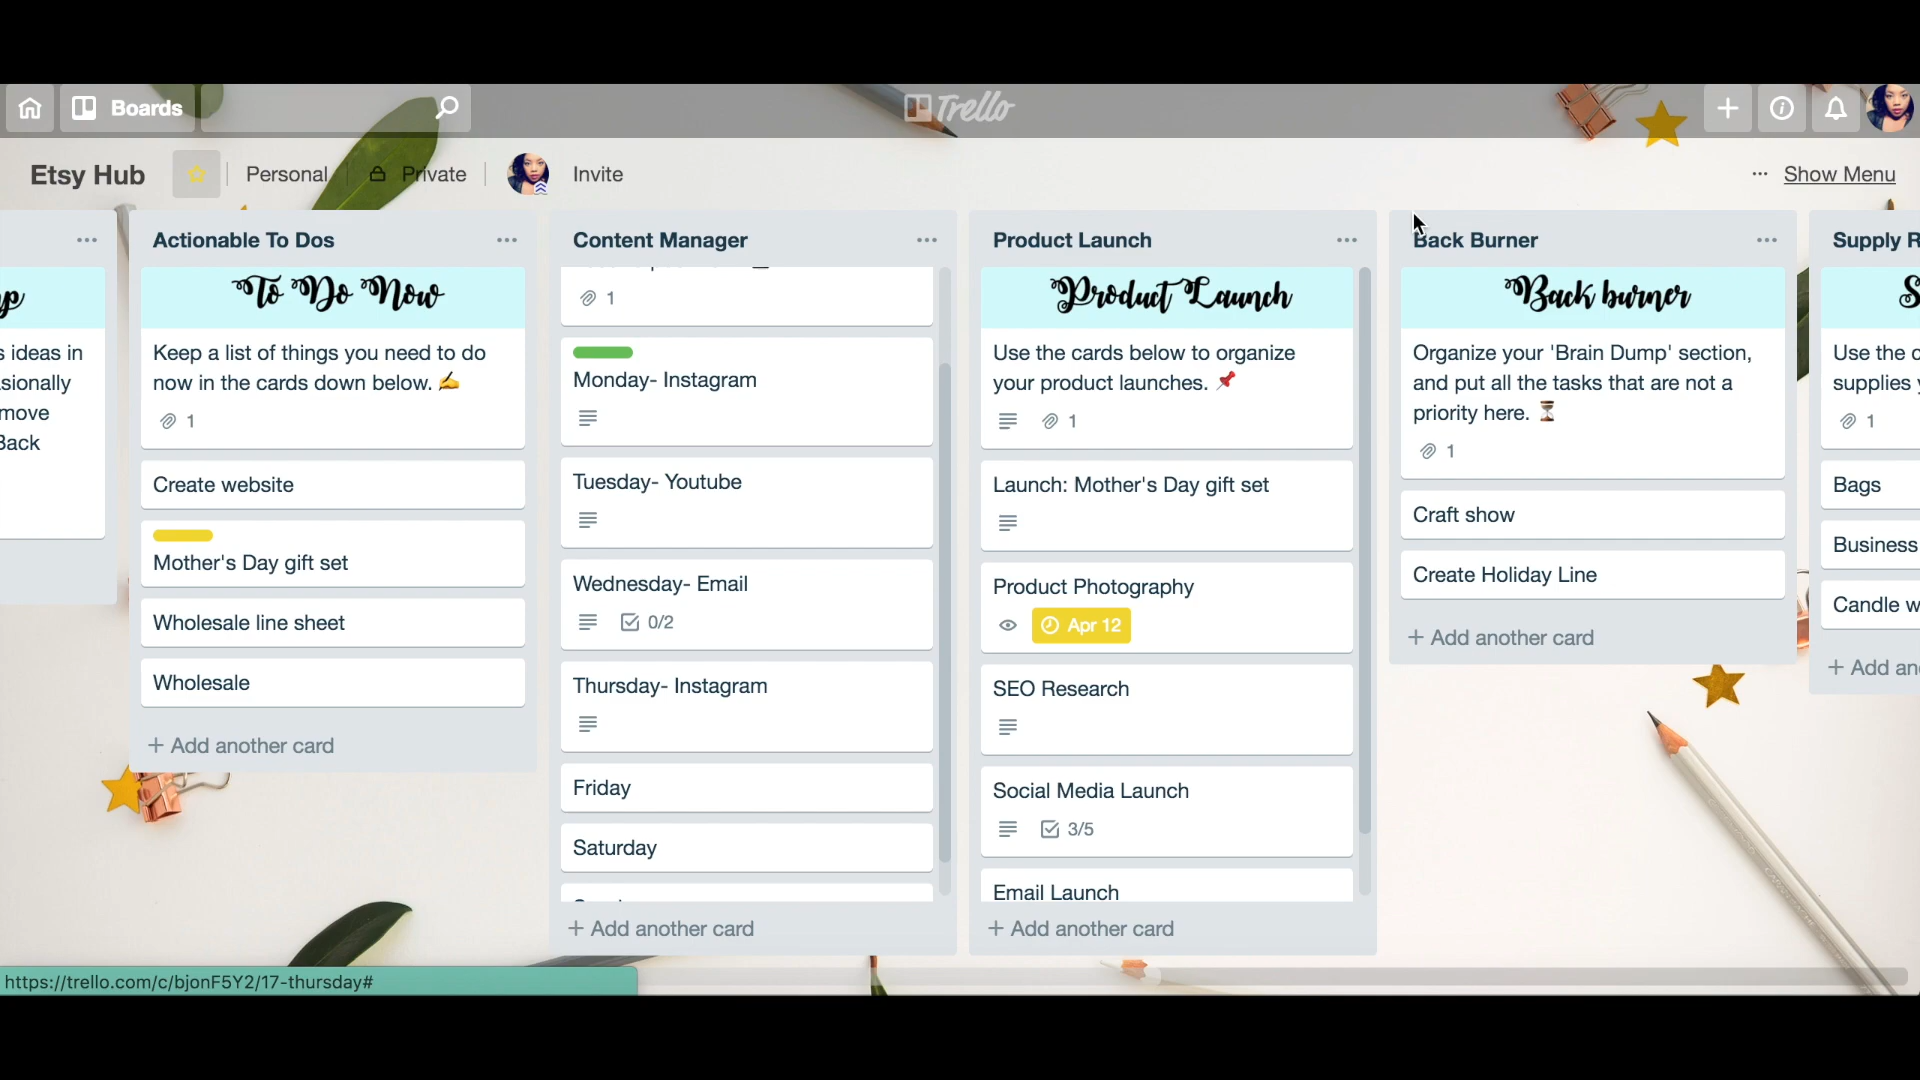 Boards
Trello
Etsy Hub
Personal
Private
Invite
Show Menu
s ideas in
sionally
move
Back
Actionable To Dos
To Do Now
Keep a list of things you need to do
now in the cards down below. ✍️
1
Create website
Mother's Day gift set
Wholesale line sheet
Wholesale
+ Add another card
Content Manager
1
Monday- Instagram
Tuesday- Youtube
Wednesday- Email
0/2
Thursday- Instagram
Friday
Saturday
+ Add another card
Product Launch
Product Launch
Use the cards below to organize
your product launches. 📌
1
Launch: Mother's Day gift set
Product Photography
Apr 12
SEO Research
Social Media Launch
3/5
Email Launch
+ Add another card
Back Burner
Back burner
Organize your 'Brain Dump' section,
and put all the tasks that are not a
priority here. ⏳
1
Craft show
Create Holiday Line
+ Add another card
Supply R
S
Use the c
supplies y
1
Bags
Business
Candle w
+ Add an
https://trello.com/c/bjonF5Y2/17-thursday#